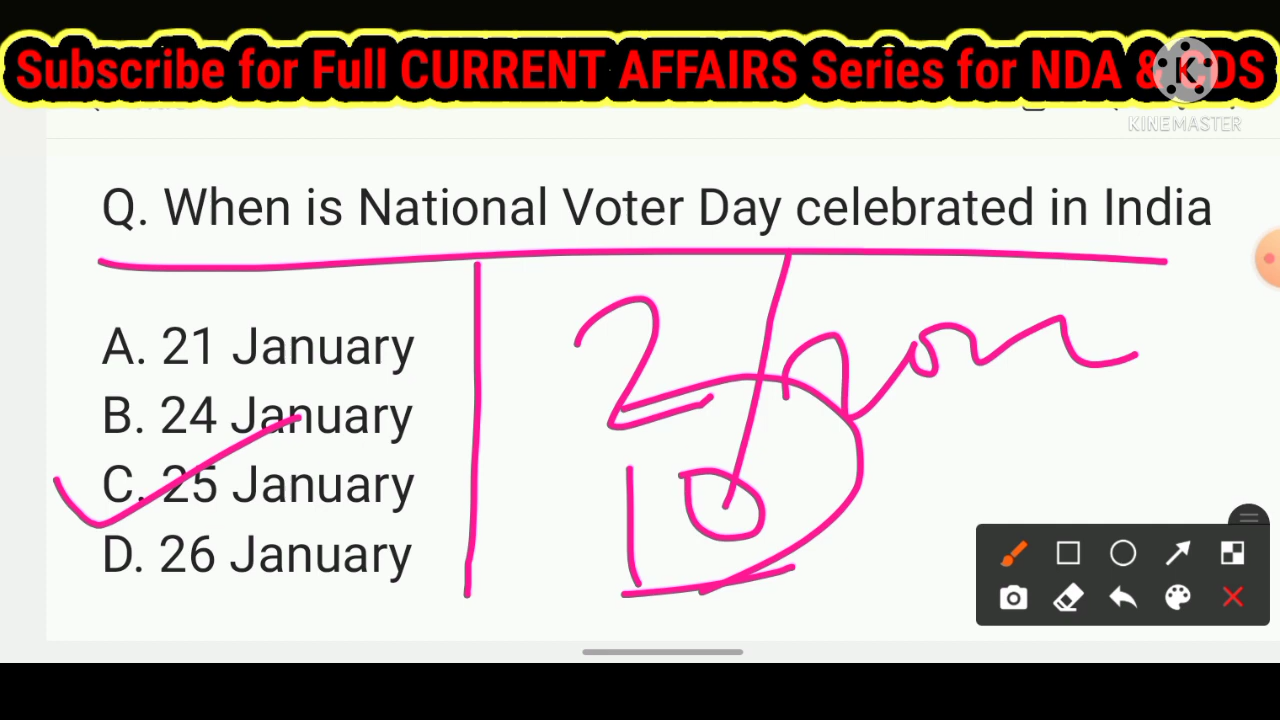 Subscribe for Full CURRENT AFFAIRS Series for NDA & CDS
K
KINEMASTER
Q. When is National Voter Day celebrated in India
A. 21 January
B. 24 January
C. 25 January
D. 26 January